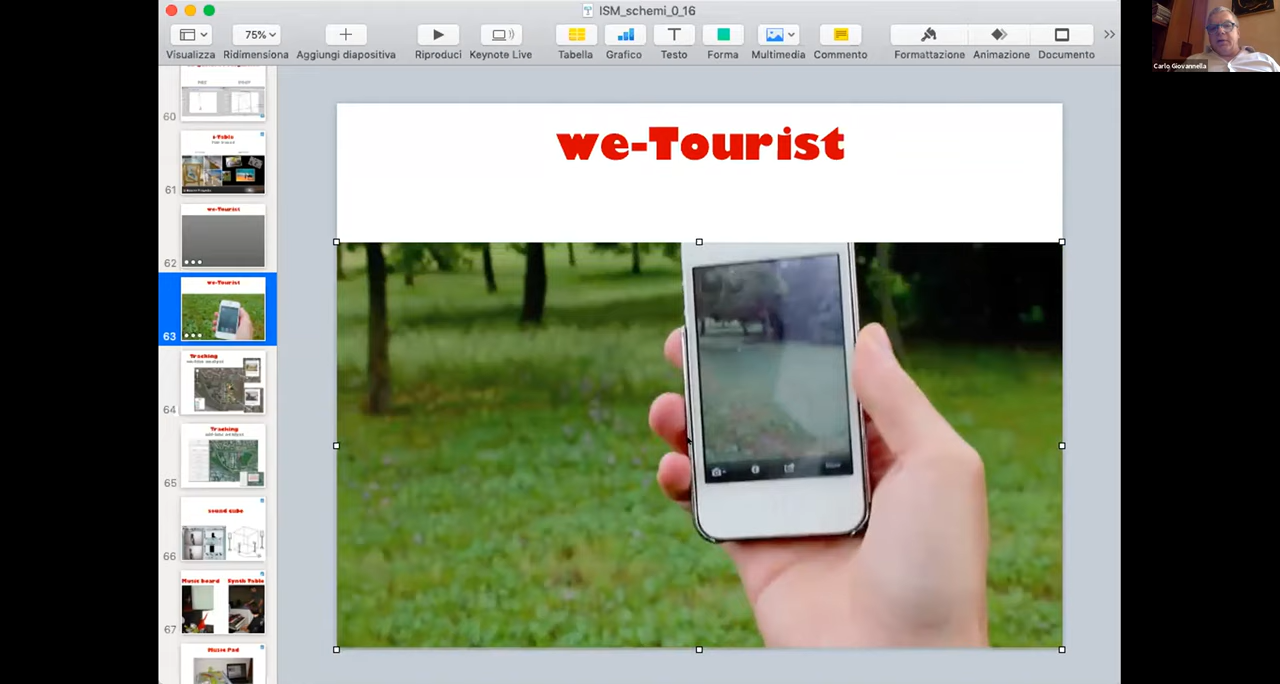 ISM_schemi_0_16
75%
Visualizza Ridimensiona Aggiungi diapositiva Riproduci Keynote Live Tabella Grafico Testo Forma Multimedia Commento Formattazione Animazione Documento
Carlo Giovannella
we-Tourist
60
61
we-Tourist
62
we-Tourist
63
Tracking
64
Tracking
65
sound cube
66
Music board Synth Table
67
Music Pad